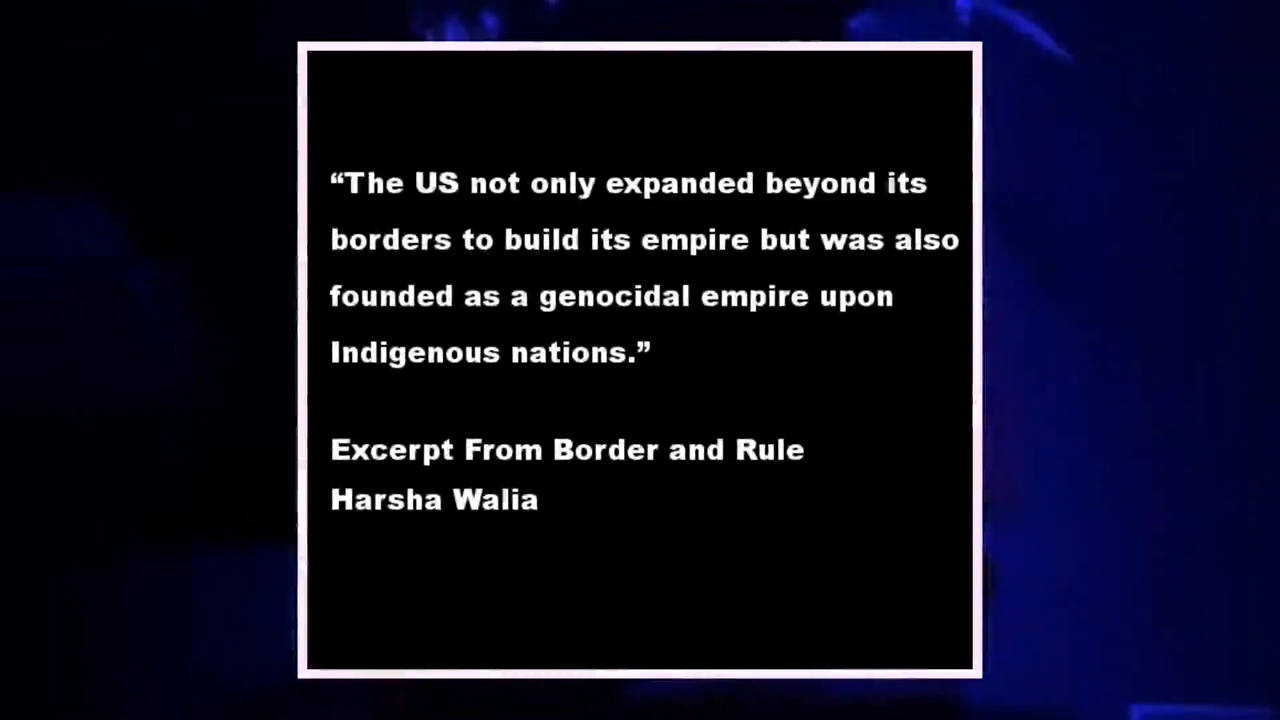 “The US not only expanded beyond its
borders to build its empire but was also
founded as a genocidal empire upon
Indigenous nations.”
Excerpt From Border and Rule
Harsha Walia